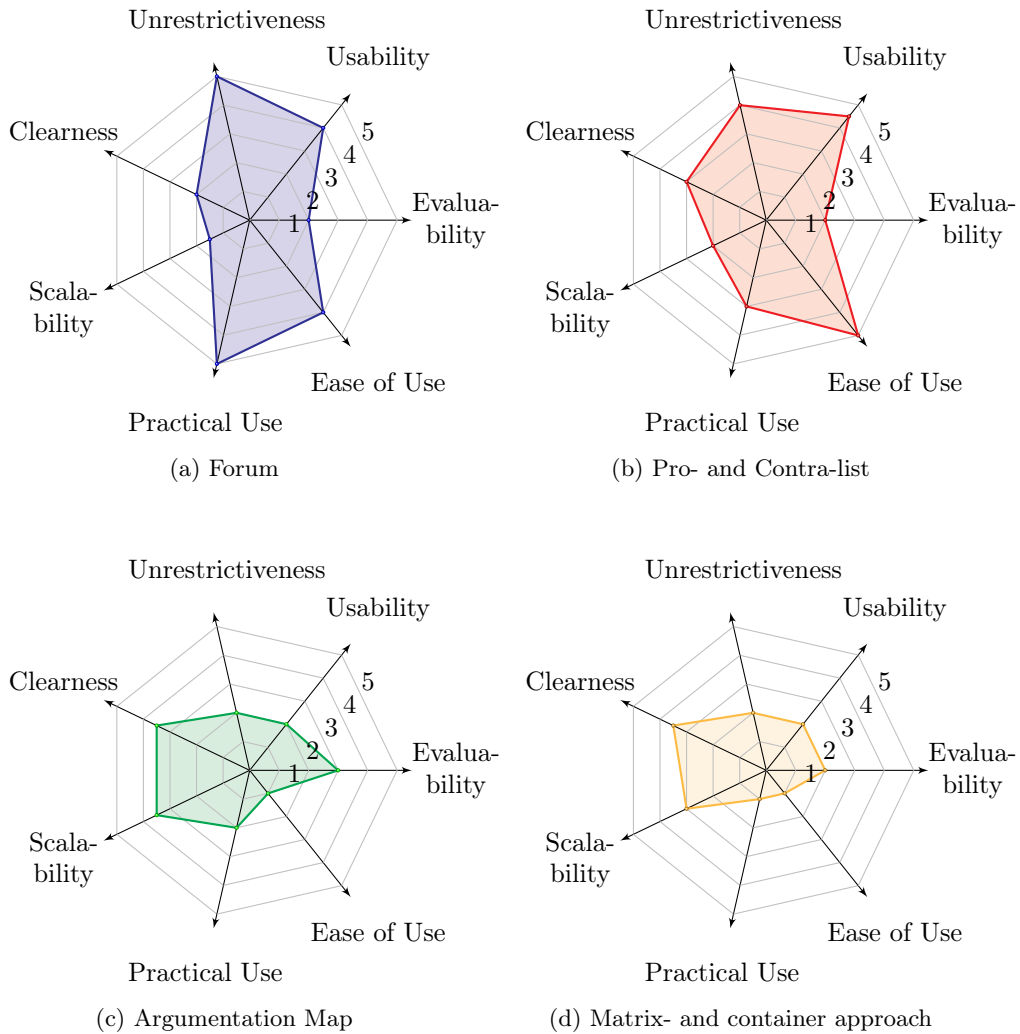 Unrestrictiveness
Usability
Clearness
5
4
3
2
1
Evalua-
bility
Scala-
bility
Ease of Use
Practical Use
(a) Forum
Unrestrictiveness
Usability
Clearness
5
4
3
2
1
Evalua-
bility
Scala-
bility
Ease of Use
Practical Use
(b) Pro- and Contra-list
Unrestrictiveness
Usability
Clearness
5
4
3
2
1
Evalua-
bility
Scala-
bility
Ease of Use
Practical Use
(c) Argumentation Map
Unrestrictiveness
Usability
Clearness
5
4
3
2
1
Evalua-
bility
Scala-
bility
Ease of Use
Practical Use
(d) Matrix- and container approach